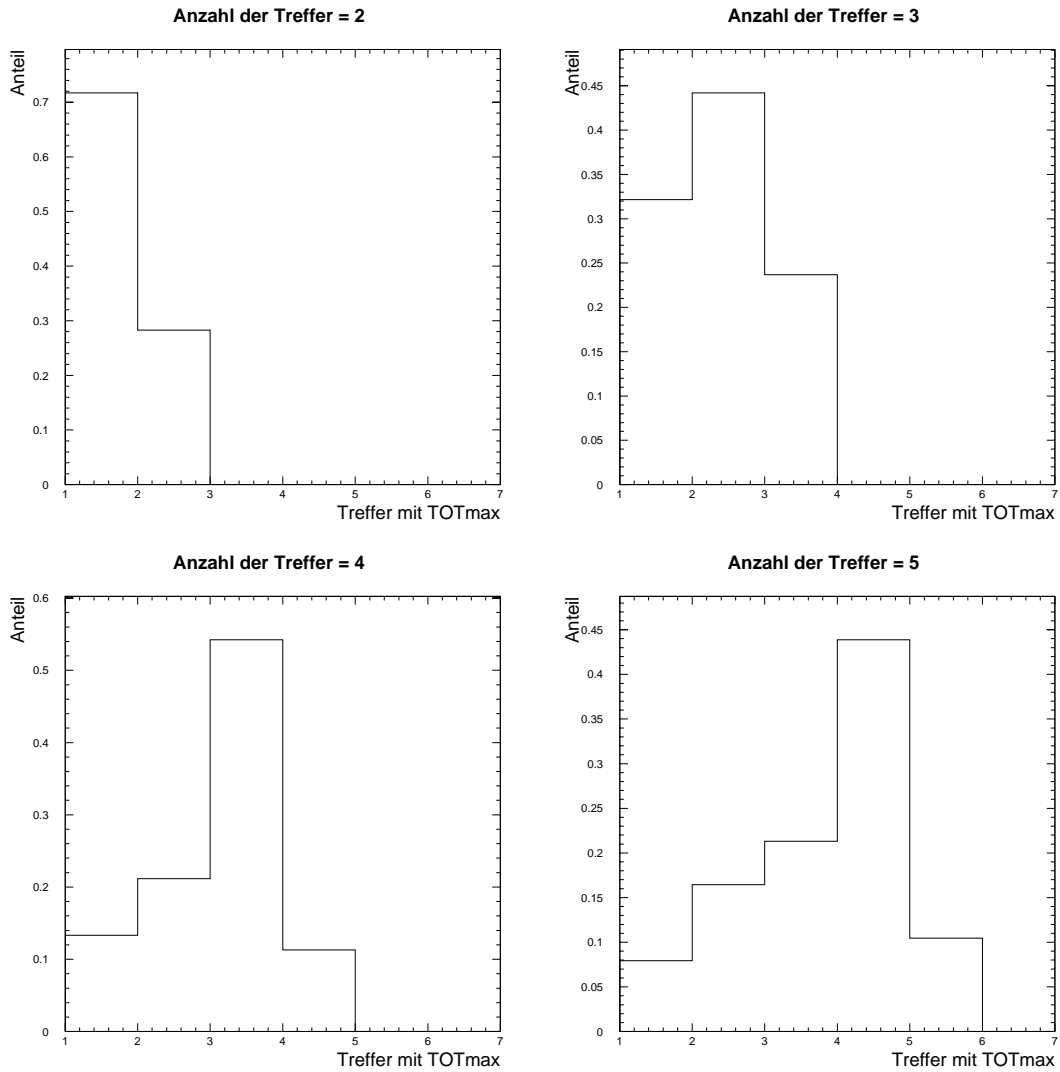 Anzahl der Treffer = 2
Anteil
0.7
0.6
0.5
0.4
0.3
0.2
0.1
0
1 2 3 4 5 6 7
Treffer mit TOTmax
Anzahl der Treffer = 3
Anteil
0.45
0.4
0.35
0.3
0.25
0.2
0.15
0.1
0.05
0
1 2 3 4 5 6 7
Treffer mit TOTmax
Anzahl der Treffer = 4
Anteil
0.6
0.5
0.4
0.3
0.2
0.1
0
1 2 3 4 5 6 7
Treffer mit TOTmax
Anzahl der Treffer = 5
Anteil
0.45
0.4
0.35
0.3
0.25
0.2
0.15
0.1
0.05
0
1 2 3 4 5 6 7
Treffer mit TOTmax